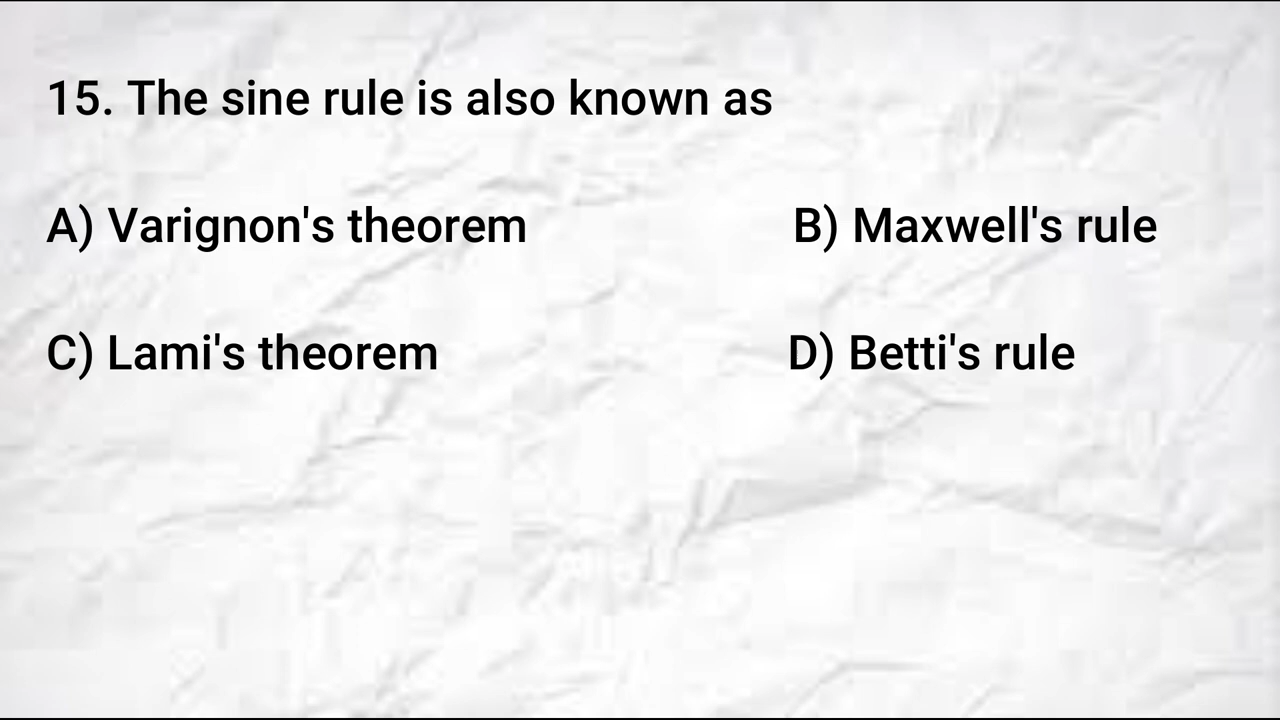 15. The sine rule is also known as
A) Varignon's theorem B) Maxwell's rule
C) Lami's theorem D) Betti's rule